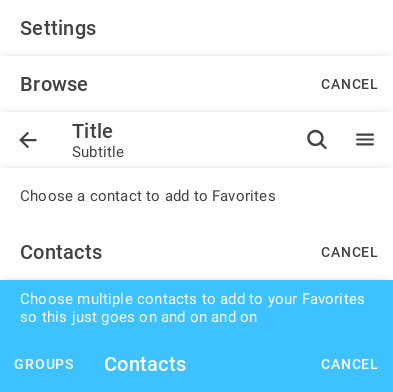 Settings
Browse CANCEL
Title
Subtitle
Choose a contact to add to Favorites
Contacts CANCEL
Choose multiple contacts to add to your Favorites
so this just goes on and on and on
GROUPS Contacts CANCEL